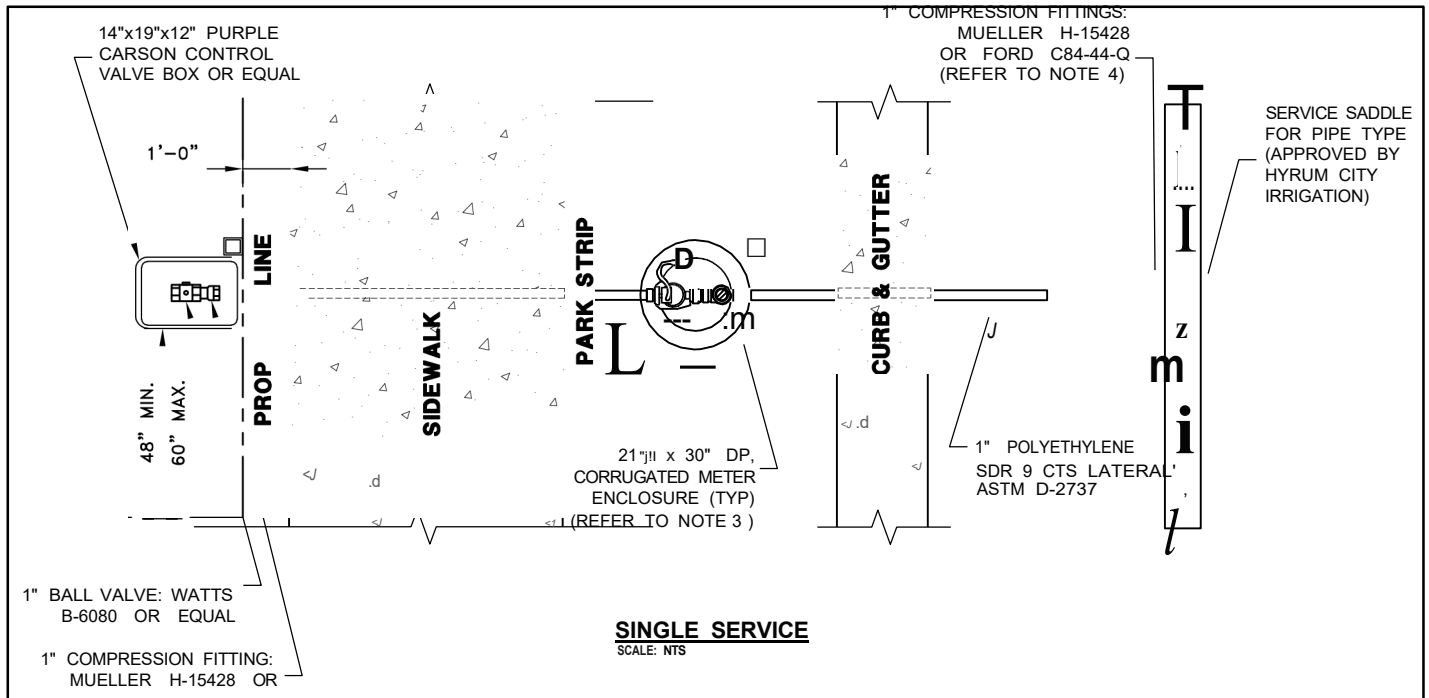 14"x19"x12" PURPLE
CARSON CONTROL
VALVE BOX OR EQUAL
1" COMPRESSION FITTINGS:
MUELLER H-15428
OR FORD C84-44-Q
(REFER TO NOTE 4)
SERVICE SADDLE
FOR PIPE TYPE
(APPROVED BY
HYRUM CITY
IRRIGATION)
1'-0"
PROP LINE
SIDEWALK
PARK STRIP
CURB & GUTTER
D
L
:m
J
T
I
z
m
i
l
48" MIN.
60" MAX.
.d
.d
21" x 30" DP,
CORRUGATED METER
ENCLOSURE (TYP)
(REFER TO NOTE 3 )
1" POLYETHYLENE
SDR 9 CTS LATERAL'
ASTM D-2737
1" BALL VALVE: WATTS
B-6080 OR EQUAL
1" COMPRESSION FITTING:
MUELLER H-15428 OR
SINGLE SERVICE
SCALE: NTS